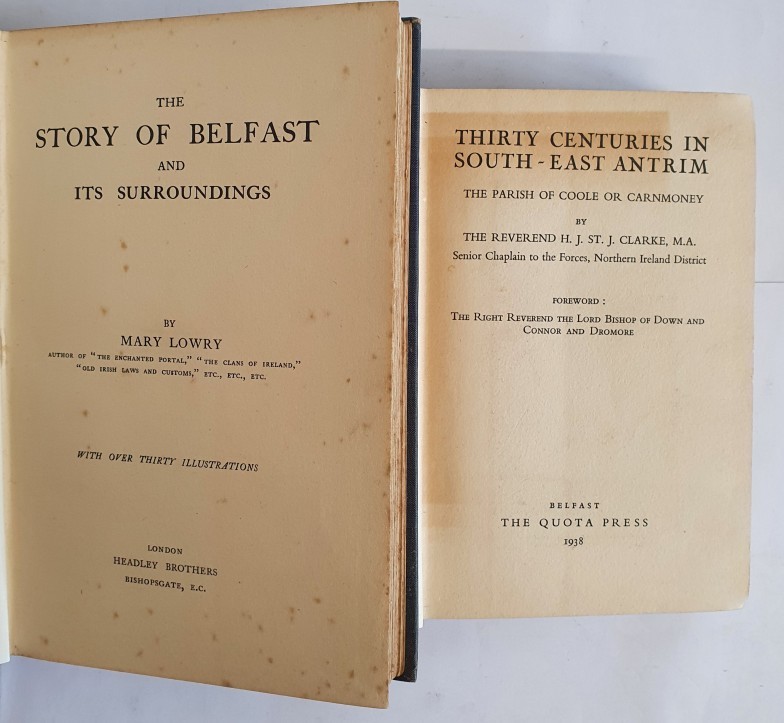 THE
STORY OF BELFAST
AND
ITS SURROUNDINGS
BY
MARY LOWRY
AUTHOR OF "THE ENCHANTED PORTAL," "THE CLANS OF IRELAND,"
"OLD IRISH LAWS AND CUSTOMS," ETC., ETC., ETC.
WITH OVER THIRTY ILLUSTRATIONS
LONDON
HEADLEY BROTHERS
BISHOPSGATE, E.C.
THIRTY CENTURIES IN
SOUTH-EAST ANTRIM
THE PARISH OF COOLE OR CARNMONEY
BY
THE REVEREND H. J. ST. J. CLARKE, M.A.
Senior Chaplain to the Forces, Northern Ireland District
FOREWORD :
THE RIGHT REVEREND THE LORD BISHOP OF DOWN AND
CONNOR AND DROMORE
BELFAST
THE QUOTA PRESS
1938